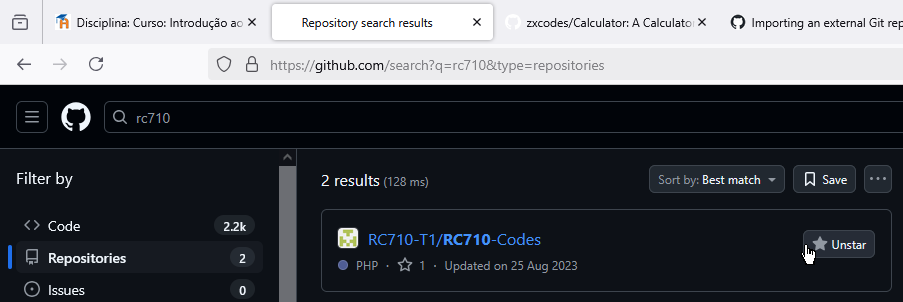 Disciplina: Curso: Introdução ao
Repository search results
zxcodes/Calculator: A Calculator
Importing an external Git rep
https://github.com/search?q=rc710&type=repositories
rc710
Filter by
2 results (128 ms)
Sort by: Best match
Save
Code 2.2k
Repositories 2
Issues 0
RC710-T1/RC710-Codes
Unstar
PHP · 1 · Updated on 25 Aug 2023